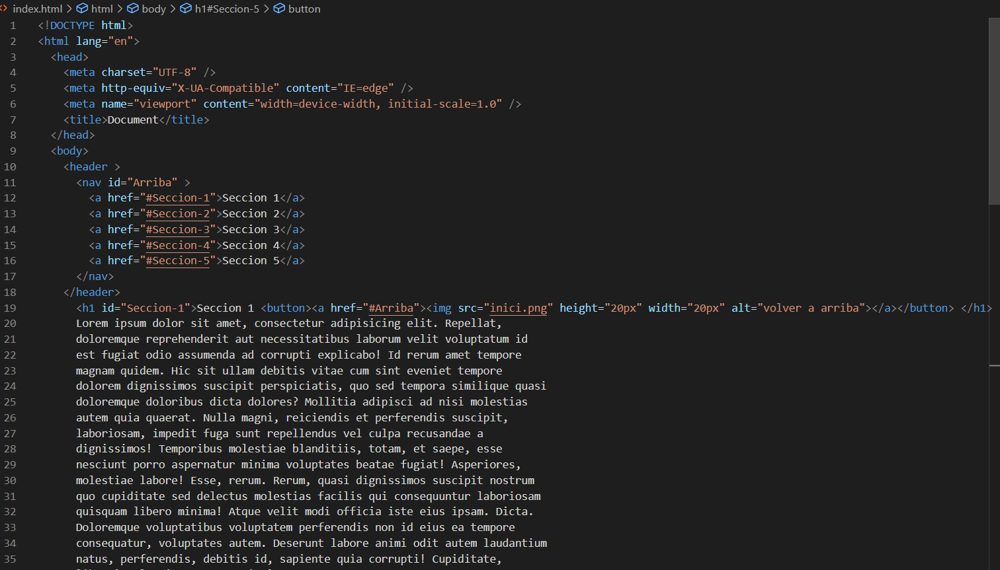 <> index.html > html > body > h1#Seccion-5 > button
1 <!DOCTYPE html>
2 <html lang="en">
3 <head>
4 <meta charset="UTF-8" />
5 <meta http-equiv="X-UA-Compatible" content="IE=edge" />
6 <meta name="viewport" content="width=device-width, initial-scale=1.0" />
7 <title>Document</title>
8 </head>
9 <body>
10 <header >
11 <nav id="Arriba" >
12 <a href="#Seccion-1">Seccion 1</a>
13 <a href="#Seccion-2">Seccion 2</a>
14 <a href="#Seccion-3">Seccion 3</a>
15 <a href="#Seccion-4">Seccion 4</a>
16 <a href="#Seccion-5">Seccion 5</a>
17 </nav>
18 </header>
19 <h1 id="Seccion-1">Seccion 1 <button><a href="#Arriba"><img src="inici.png" height="20px" width="20px" alt="volver a arriba"></a></button> </h1>
20 Lorem ipsum dolor sit amet, consectetur adipisicing elit. Repellat,
21 doloremque reprehenderit aut necessitatibus laborum velit voluptatum id
22 est fugiat odio assumenda ad corrupti explicabo! Id rerum amet tempore
23 magnam quidem. Hic sit ullam debitis vitae cum sint eveniet tempore
24 dolorem dignissimos suscipit perspiciatis, quo sed tempora similique quasi
25 doloremque doloribus dicta dolores? Mollitia adipisci ad nisi molestias
26 autem quia quaerat. Nulla magni, reiciendis et perferendis suscipit,
27 laboriosam, impedit fuga sunt repellendus vel culpa recusandae a
28 dignissimos! Temporibus molestiae blanditiis, totam, et saepe, esse
29 nesciunt porro aspernatur minima voluptates beatae fugiat! Asperiores,
30 molestiae labore! Esse, rerum. Rerum, quasi dignissimos suscipit nostrum
31 quo cupiditate sed delectus molestias facilis qui consequuntur laboriosam
32 quisquam libero minima! Atque velit modi officia iste eius ipsam. Dicta.
33 Doloremque voluptatibus voluptatem perferendis non id eius ea tempore
34 consequatur, voluptates autem. Deserunt labore animi odit autem laudantium
35 natus, perferendis, debitis id, sapiente quia corrupti! Cupiditate,